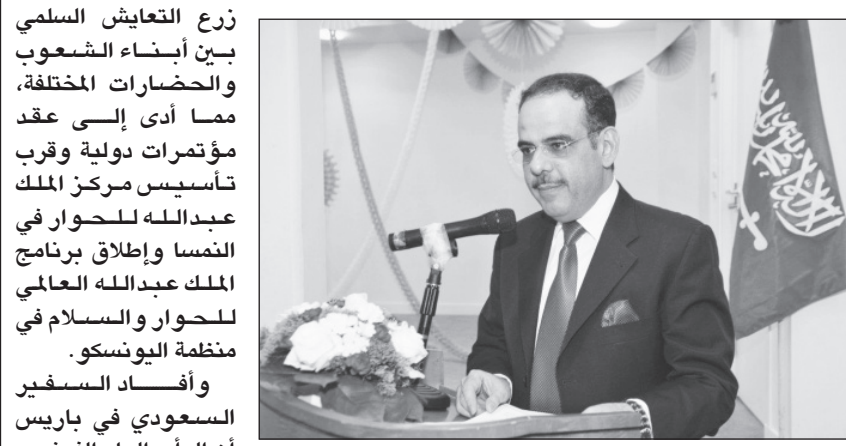 زرع التعايش السلمي
بين أبناء الشعوب
والحضارات المختلفة،
مما أدى إلى عقد
مؤتمرات دولية وقرب
تأسيس مركز الملك
عبدالله للحوار في
النمسا وإطلاق برنامج
الملك عبدالله العالمي
للحوار والسلام في
منظمة اليونسكو.
وأفاد السفير
السعودي في باريس